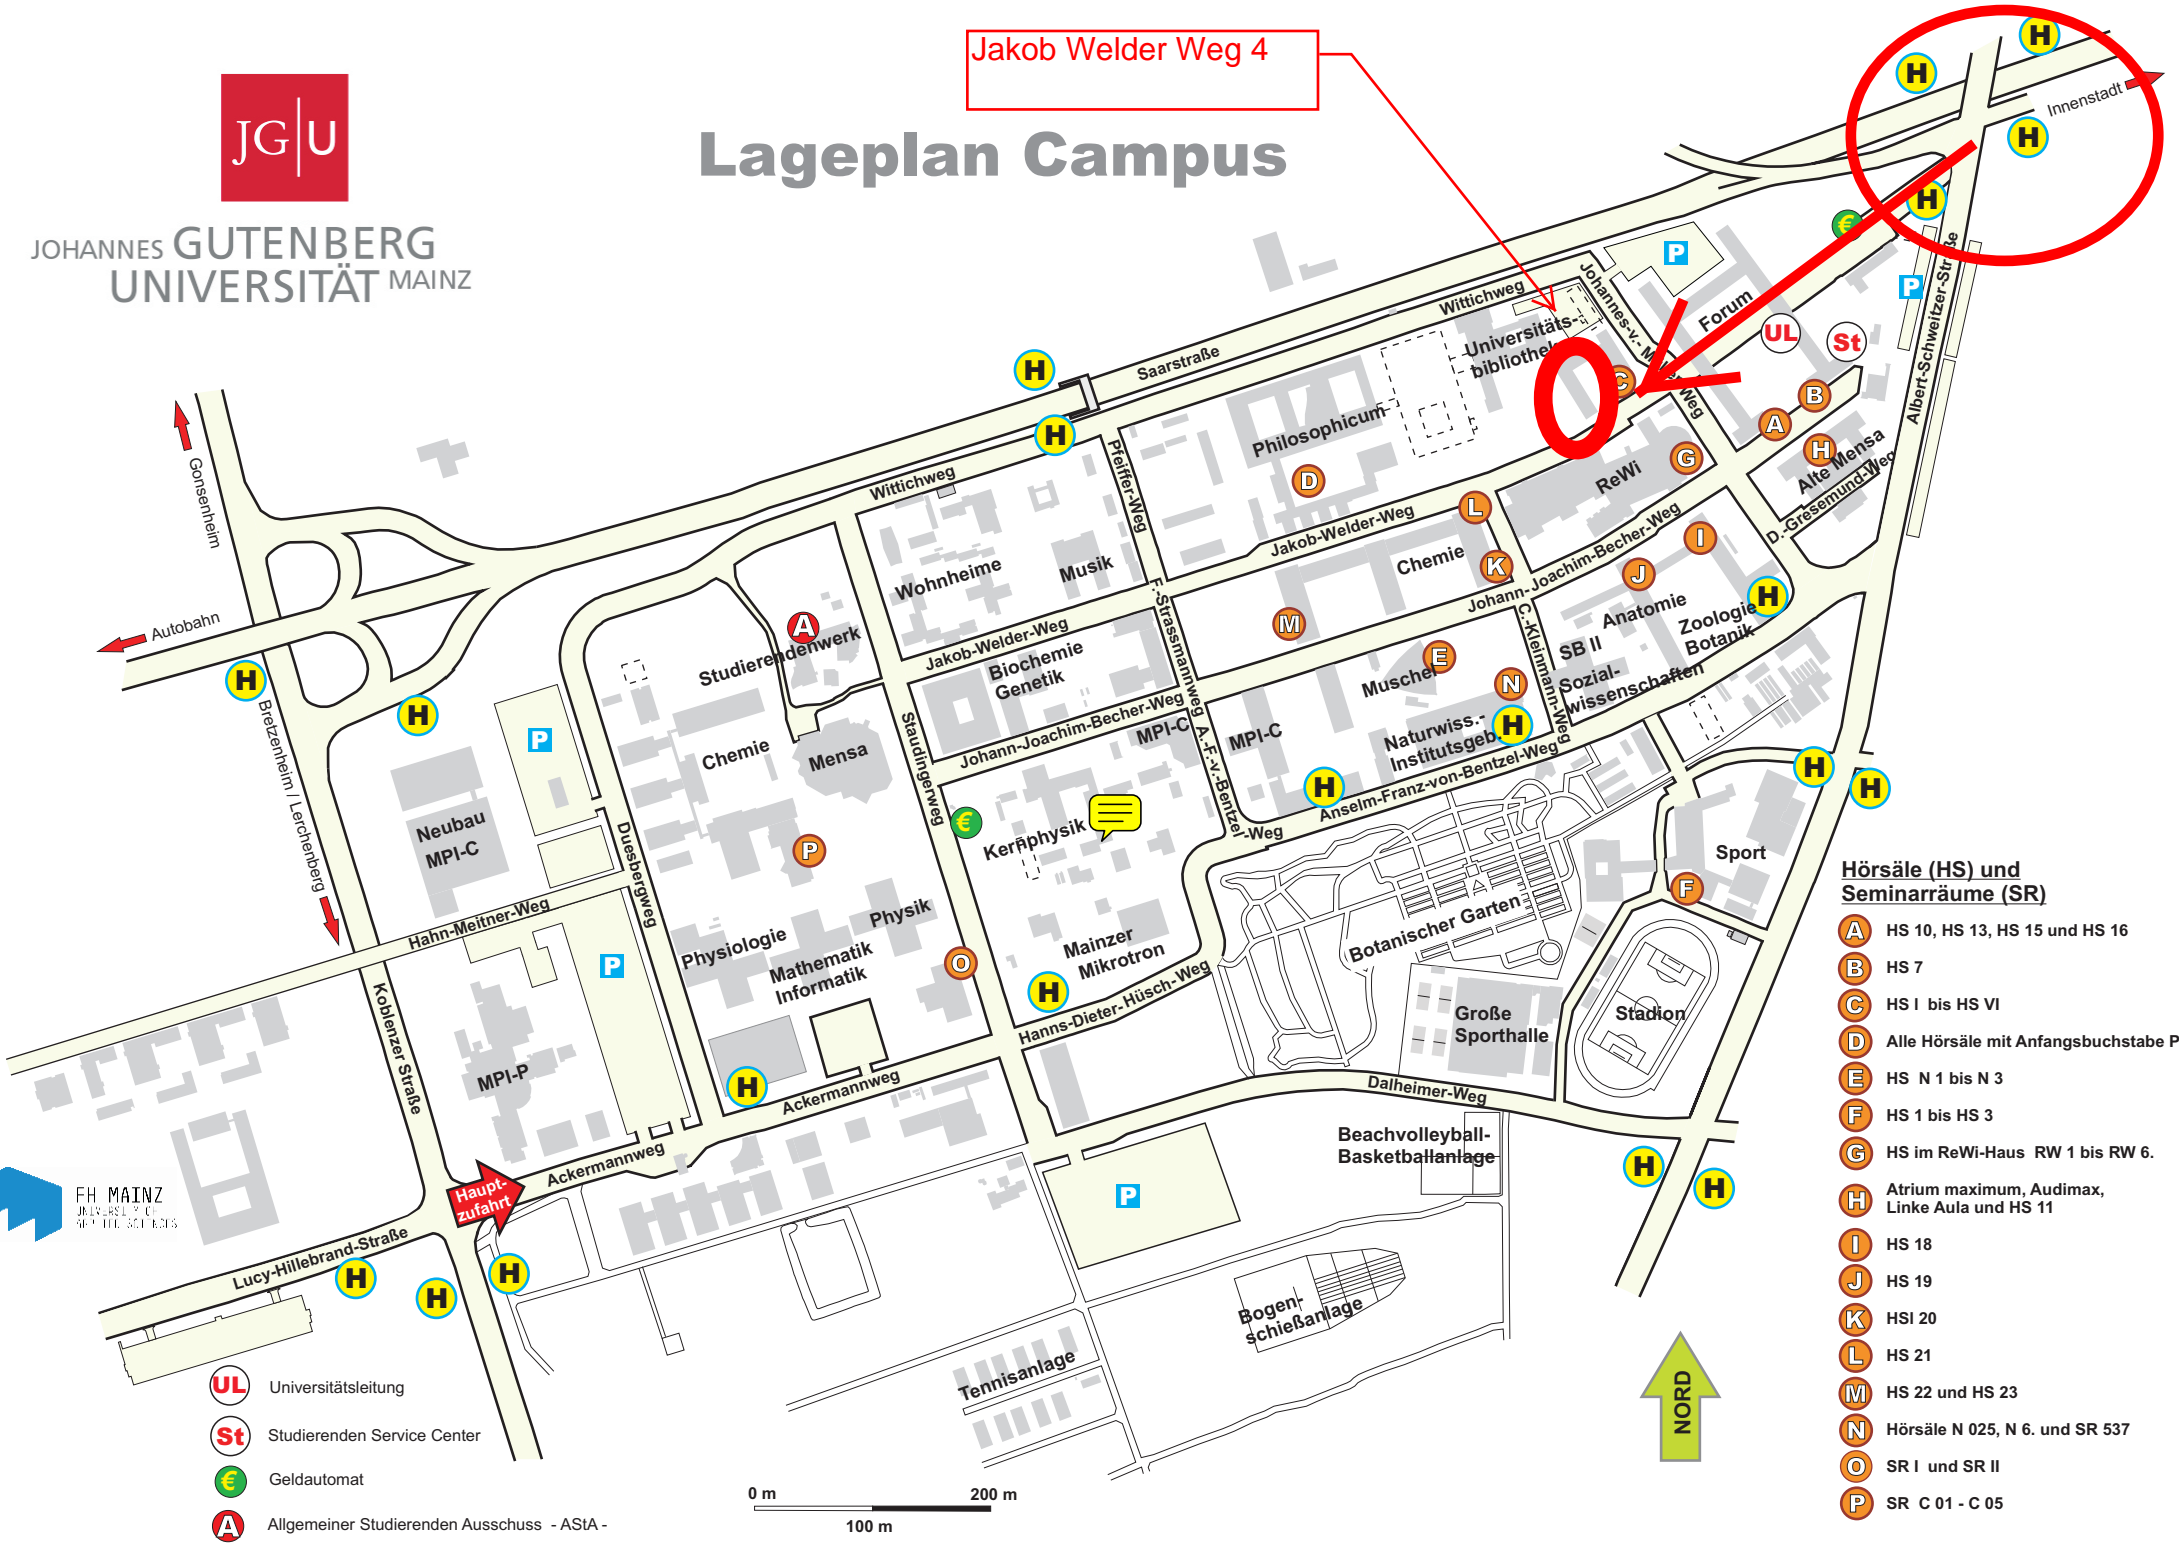 Jakob Welder Weg 4
JG|U
JOHANNES GUTENBERG
UNIVERSITÄT MAINZ
Lageplan Campus
H
H
H
H
Innenstadt
€
P
P
Albert-Schweitzer-Straße
Johannes-v.- M Weg
Forum
UL
St
Wittichweg
Universitäts-
bibliothek
C
B
A
H
Alte Mensa
D.-Gresemund-Weg
G
ReWi
Saarstraße
H
H
Philosophicum
D
L
Jakob-Welder-Weg
Chemie
K
Johann-Joachim-Becher-Weg
I
J
Anatomie
Zoologie
Botanik
H
SB II
Sozial-
wissenschaften
M
Gonsenheim
Autobahn
H
H
Bretzenheim / Lerchenberg
Wittichweg
Pfeiffer-Weg
Wohnheime
Musik
F.-Strassmannweg
A.-F.-v.-Bentzel
-Weg
A
Studierendenwerk
Jakob-Welder-Weg
Biochemie
Genetik
Johann-Joachim-Becher-Weg
MPI-C
MPI-C
Muschel
E
N
C.-Kleinmann-Weg
Naturwiss.-
Institutsgeb.
H
H
Anselm-Franz-von-Bentzel-Weg
H
H
P
Chemie
Mensa
Staudingerweg
€
Kernphysik
Neubau
MPI-C
Duesbergweg
P
Hahn-Meitner-Weg
P
Physiologie
Mathematik
Informatik
Physik
O
Mainzer
Mikrotron
H
Hanns-Dieter-Hüsch-Weg
Botanischer Garten
Sport
F
Große
Sporthalle
Stadion
Koblenzer Straße
MPI-P
H
Ackermannweg
Ackermannweg
Dalheimer-Weg
Beachvolleyball-
Basketballanlage
H
H
P
Haupt-
zufahrt
FH MAINZ
Lucy-Hillebrand-Straße
H
H
H
Bogen-
schießanlage
Tennisanlage
NORD
UL Universitätsleitung
St Studierenden Service Center
€ Geldautomat
A Allgemeiner Studierenden Ausschuss - AStA -
0 m 200 m
100 m
Hörsäle (HS) und
Seminarräume (SR)
A HS 10, HS 13, HS 15 und HS 16
B HS 7
C HS I bis HS VI
D Alle Hörsäle mit Anfangsbuchstabe P
E HS N 1 bis N 3
F HS 1 bis HS 3
G HS im ReWi-Haus RW 1 bis RW 6.
H Atrium maximum, Audimax,
Linke Aula und HS 11
I HS 18
J HS 19
K HSI 20
L HS 21
M HS 22 und HS 23
N Hörsäle N 025, N 6. und SR 537
O SR I und SR II
P SR C 01 - C 05